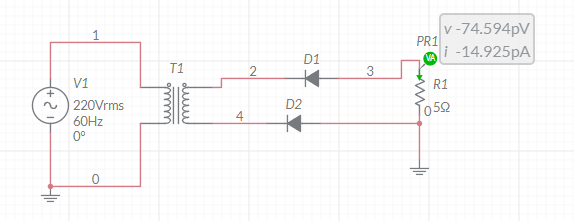 1
PR1
v -74.594pV
i -14.925pA
VA
V1
220Vrms
60Hz
0°
T1
2
D1
3
R1
5Ω
0
4
D2
0